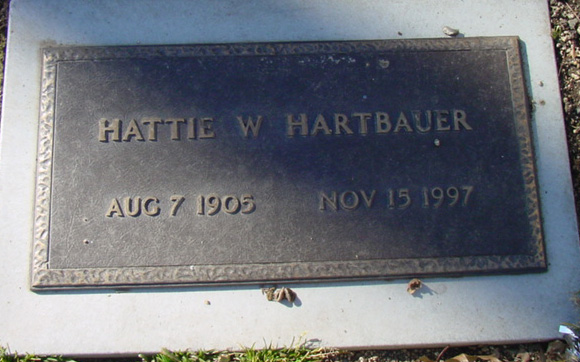 HATTIE W HARTBAUER
AUG 7 1905 NOV 15 1997